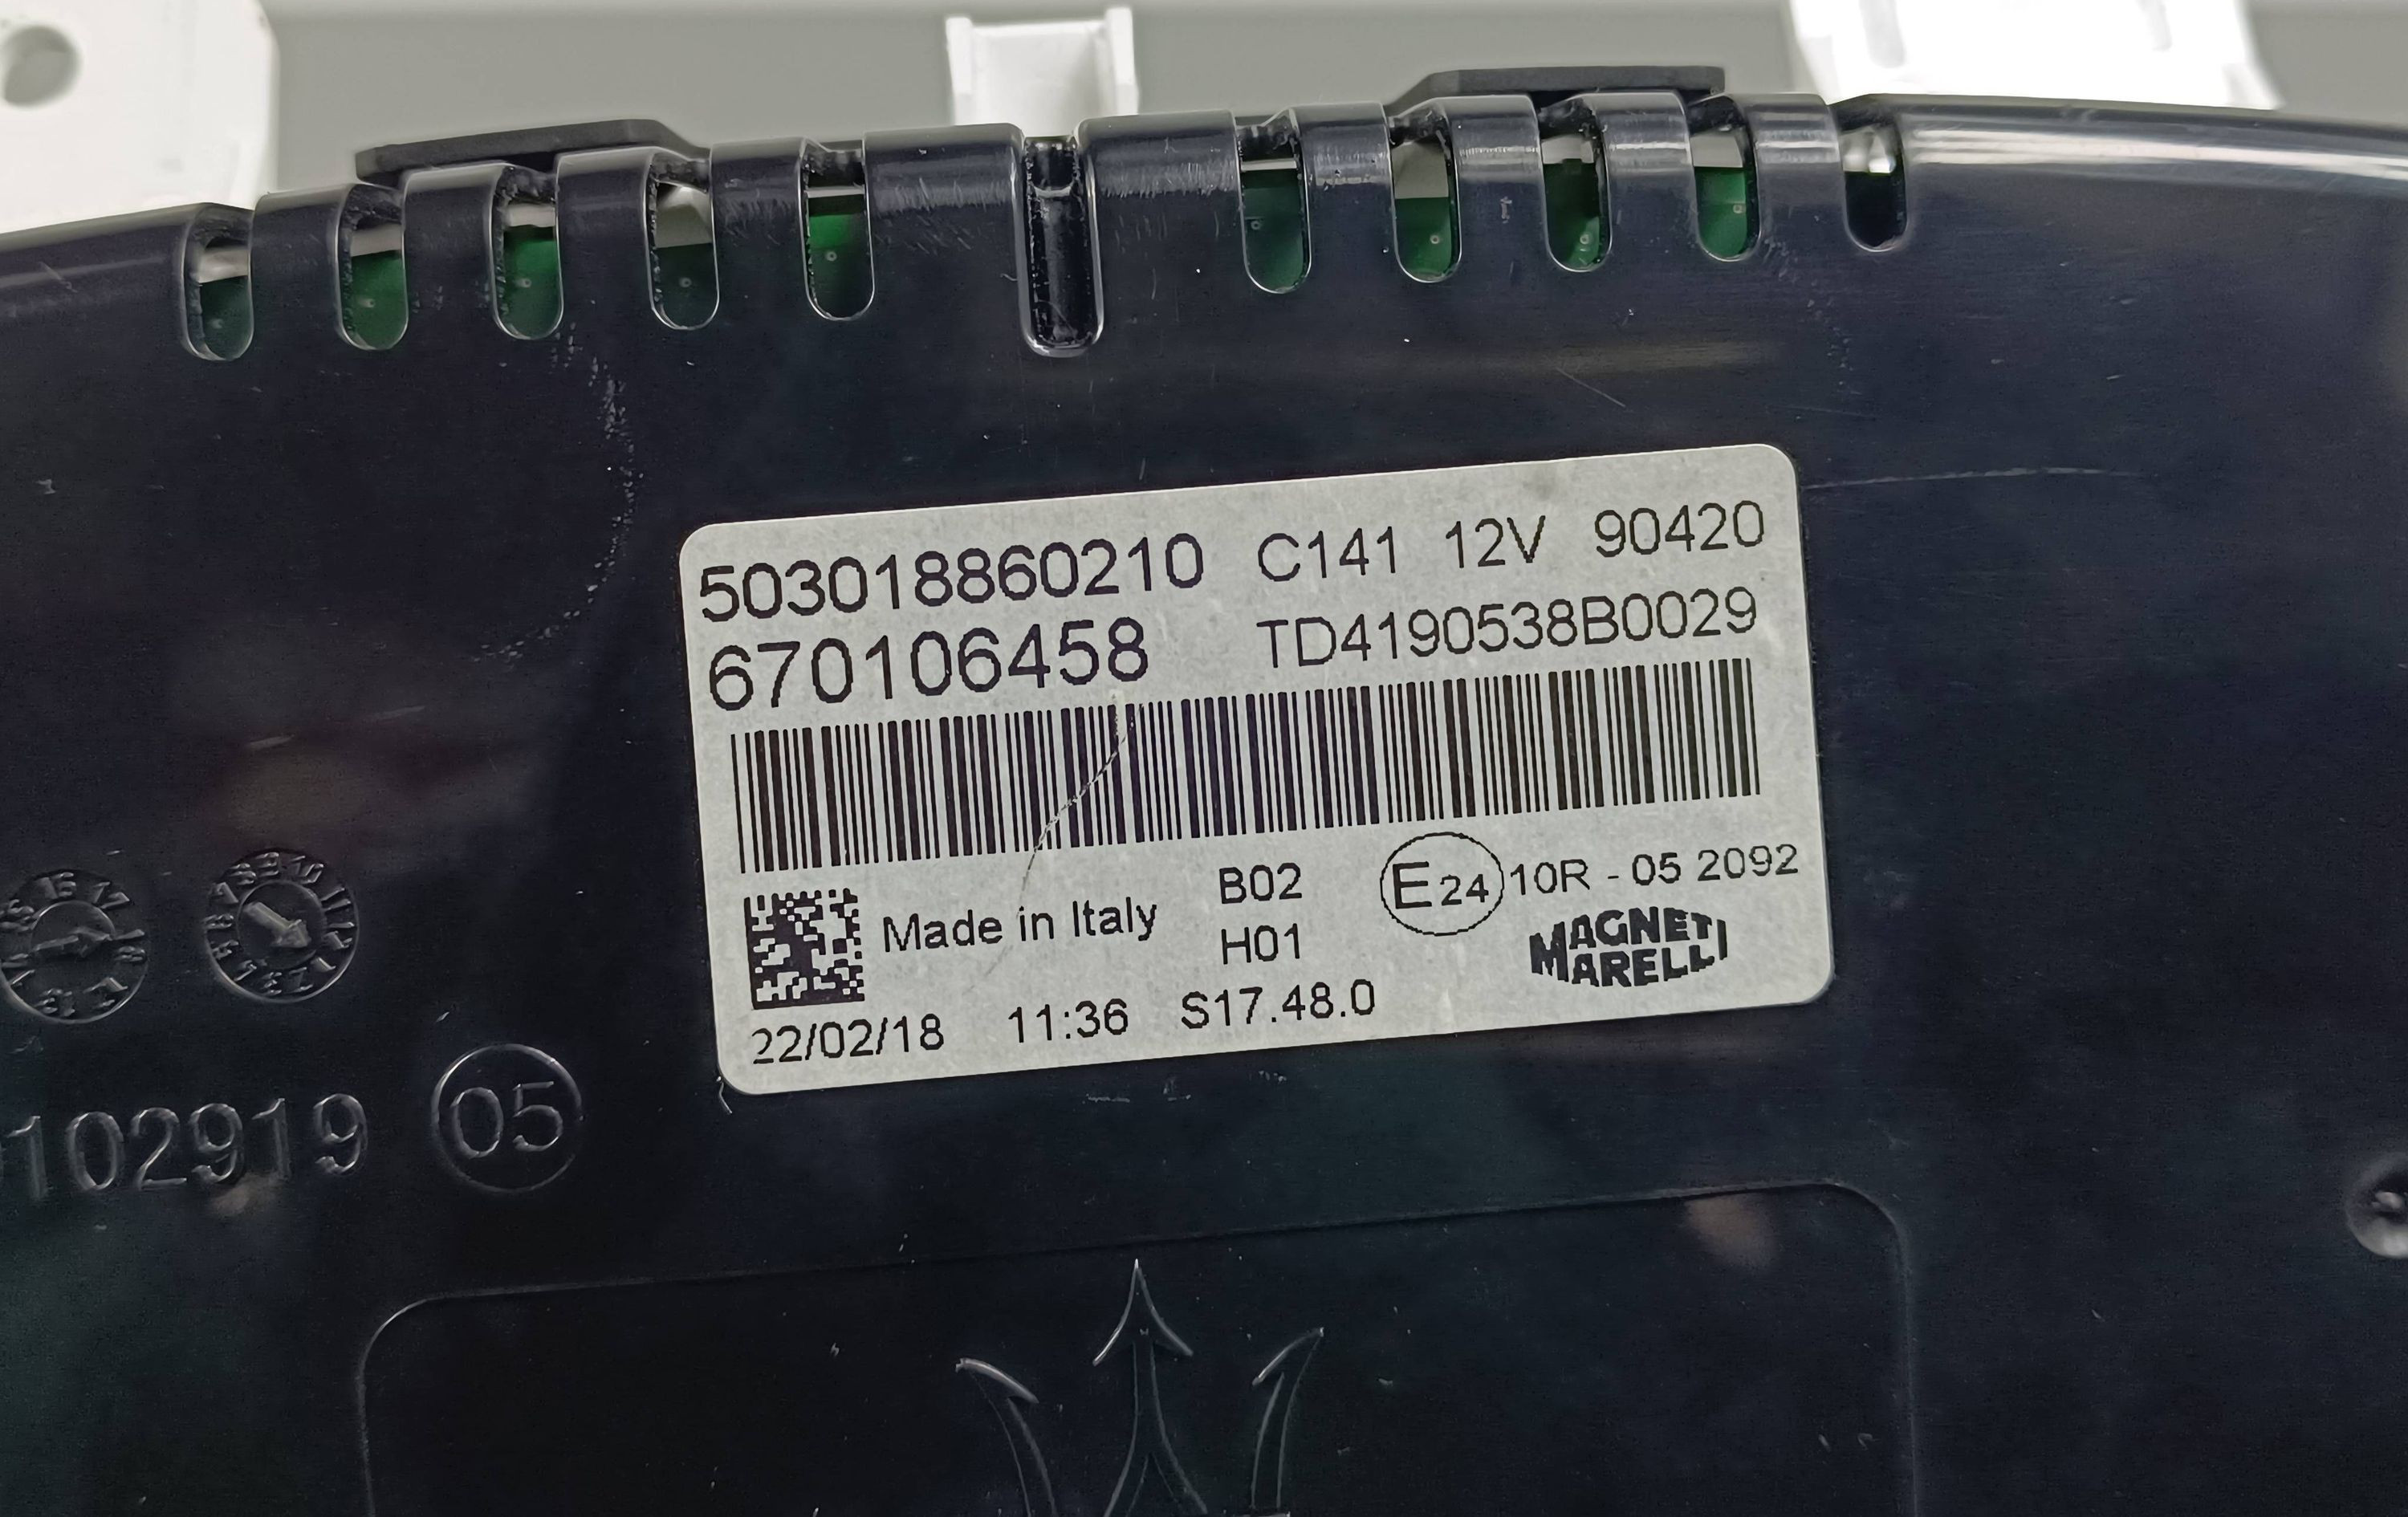 503018860210 C141 12V 90420
670106458 TD4190538B0029
Made in Italy
B02
H01
E24 10R - 05 2092
MAGNETI
MARELLI
22/02/18 11:36 S17.48.0
102919 05